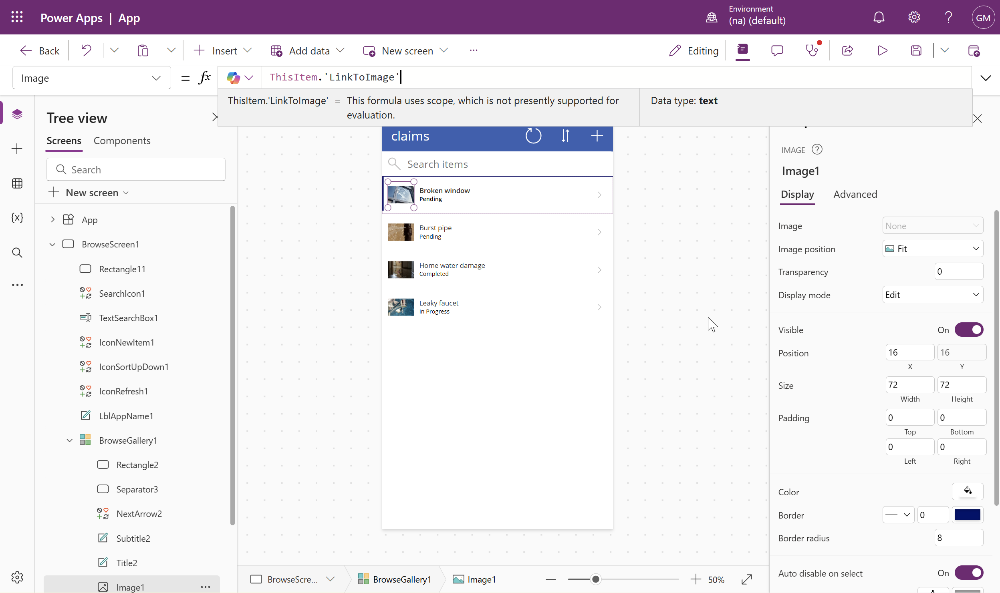 Power Apps | App
Environment
(na) (default)
GM
Back
Insert
Add data
New screen
...
Editing
Image
= fx
ThisItem.'LinkToImage'
ThisItem.'LinkToImage' = This formula uses scope, which is not presently supported for
evaluation.
Data type: text
Tree view
Screens
Components
Search
New screen
App
BrowseScreen1
Rectangle11
SearchIcon1
TextSearchBox1
IconNewItem1
IconSortUpDown1
IconRefresh1
LblAppName1
BrowseGallery1
Rectangle2
Separator3
NextArrow2
Subtitle2
Title2
Image1
claims
Search items
Broken window
Pending
Burst pipe
Pending
Home water damage
Completed
Leaky faucet
In Progress
BrowseScre...
BrowseGallery1
Image1
50%
IMAGE
Image1
Display
Advanced
Image
None
Image position
Fit
Transparency
0
Display mode
Edit
Visible
On
Position
16
16
X
Y
Size
72
72
Width
Height
Padding
0
0
Top
Bottom
0
0
Left
Right
Color
Border
0
Border radius
8
Auto disable on select
On